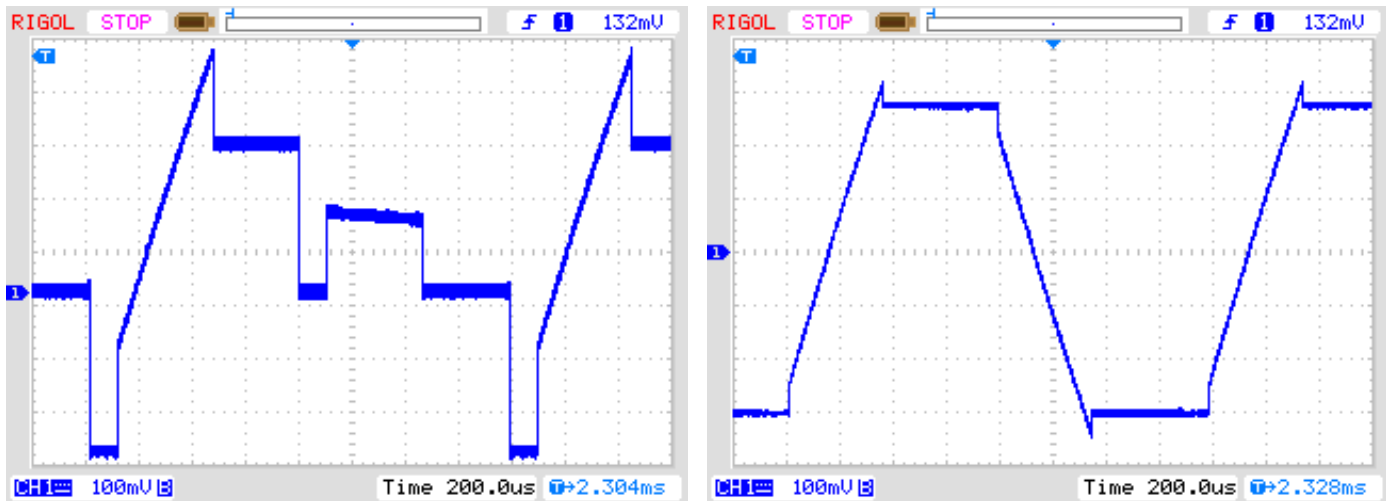 RIGOL STOP 1 132mV
T
1
CH1 100mV B Time 200.0us T→2.304ms
RIGOL STOP 1 132mV
T
1
CH1 100mV B Time 200.0us T→2.328ms